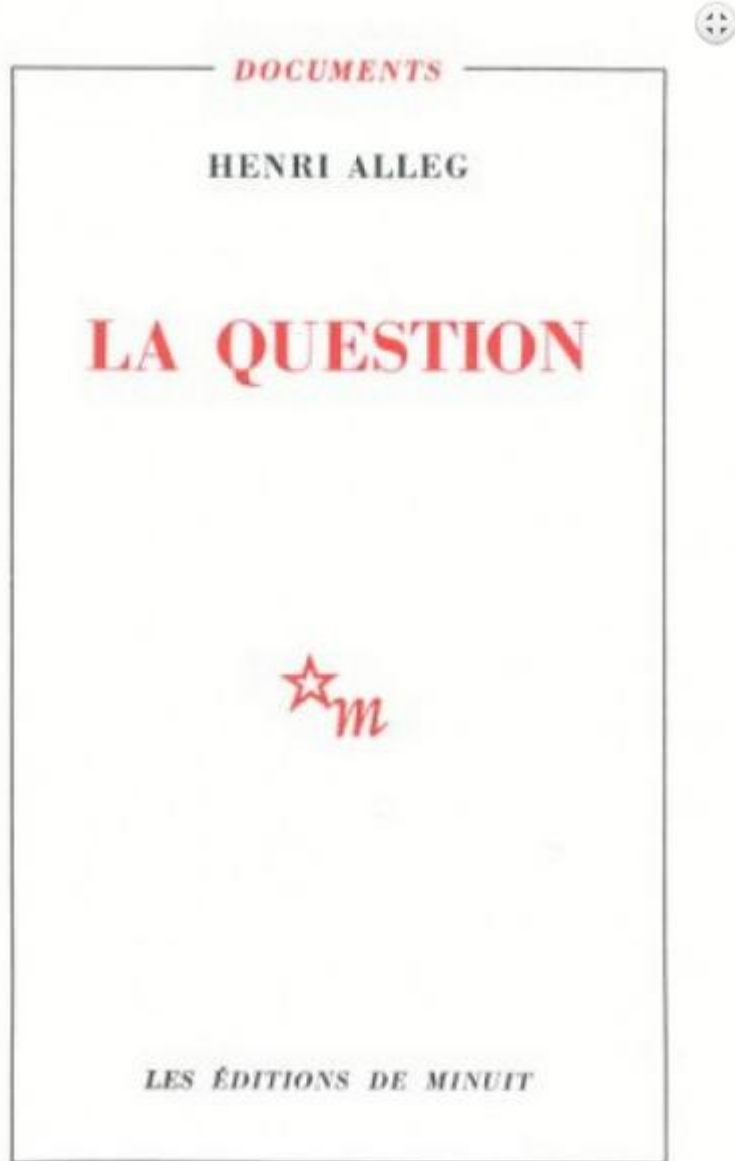 DOCUMENTS
HENRI ALLEG
LA QUESTION
m
LES ÉDITIONS DE MINUIT